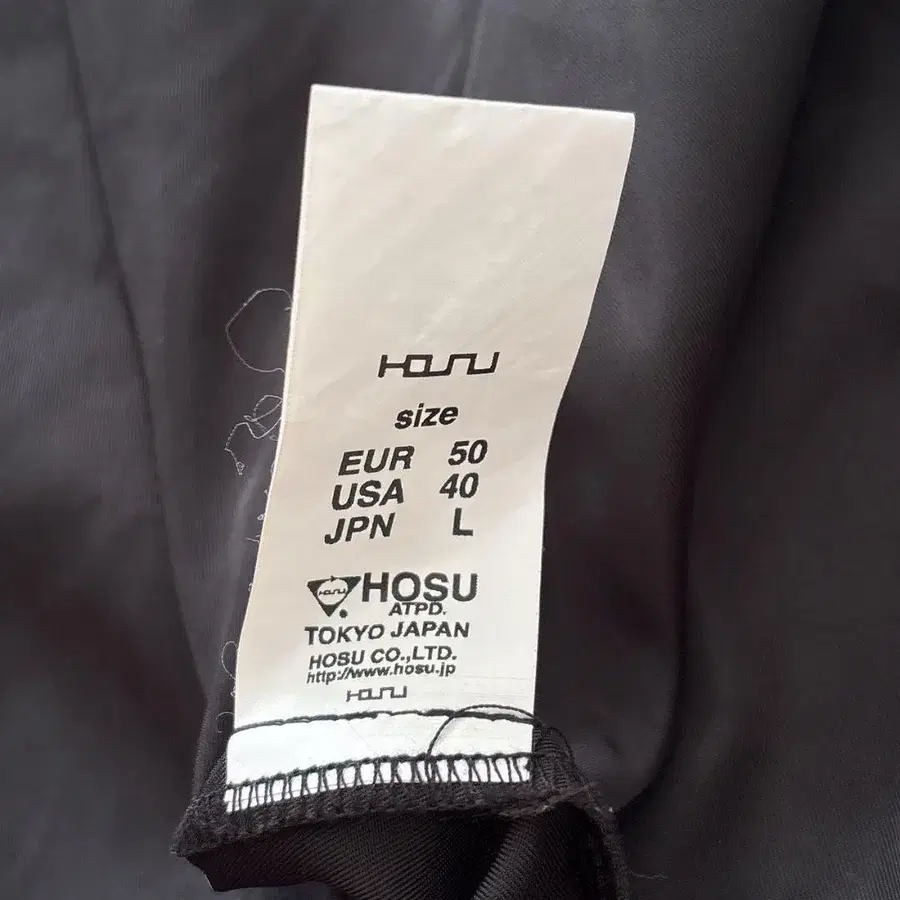 HOSU
size
EUR 50
USA 40
JPN L
HOSU HOSU
ATPD.
TOKYO JAPAN
HOSU CO.,LTD.
http://www.hosu.jp
HOSU